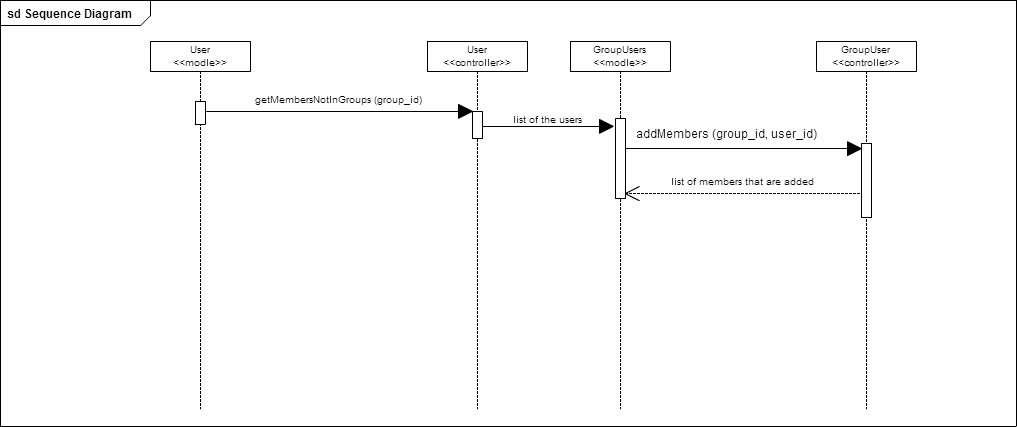 sd Sequence Diagram
User
<<modle>>
User
<<controller>>
GroupUsers
<<modle>>
GroupUser
<<controller>>
getMembersNotInGroups (group_id)
list of the users
addMembers (group_id, user_id)
list of members that are added